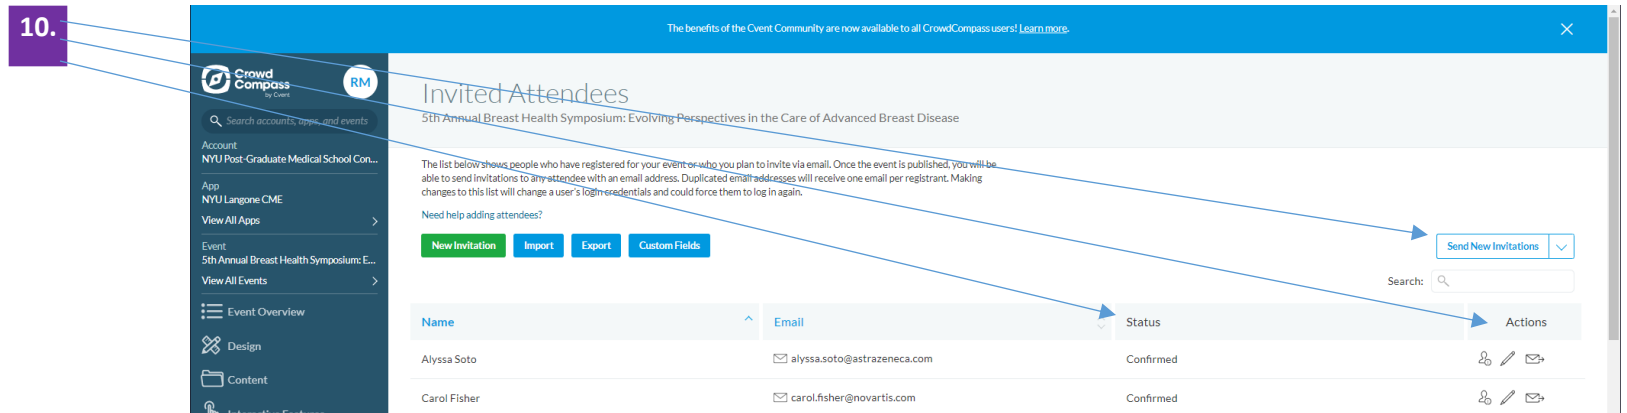 10.
The benefits of the Cvent Community are now available to all CrowdCompass users! Learn more.
Crowd
Compass
by Cvent
RM
Search accounts, apps, and events
Account
NYU Post-Graduate Medical School Con...
App
NYU Langone CME
View All Apps
Event
5th Annual Breast Health Symposium: E...
View All Events
Event Overview
Design
Content
Interactive Features
Invited Attendees
5th Annual Breast Health Symposium: Evolving Perspectives in the Care of Advanced Breast Disease
The list below shows people who have registered for your event or who you plan to invite via email. Once the event is published, you will be
able to send invitations to any attendee with an email address. Duplicated email addresses will receive one email per registrant. Making
changes to this list will change a user's login credentials and could force them to log in again.
Need help adding attendees?
New Invitation Import Export Custom Fields
Send New Invitations
Search:
Name Email Status Actions
Alyssa Soto alyssa.soto@astrazeneca.com Confirmed
Carol Fisher carol.fisher@novartis.com Confirmed